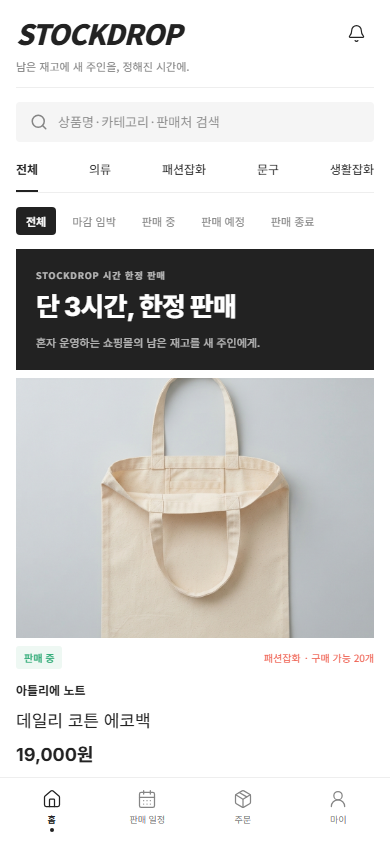 STOCKDROP
남은 재고에 새 주인을, 정해진 시간에.
상품명·카테고리·판매처 검색
전체 의류 패션잡화 문구 생활잡화
전체 마감 임박 판매 중 판매 예정 판매 종료
STOCKDROP 시간 한정 판매
단 3시간, 한정 판매
혼자 운영하는 쇼핑몰의 남은 재고를 새 주인에게.
판매 중 패션잡화 · 구매 가능 20개
아틀리에 노트
데일리 코튼 에코백
19,000원
홈 판매 일정 주문 마이